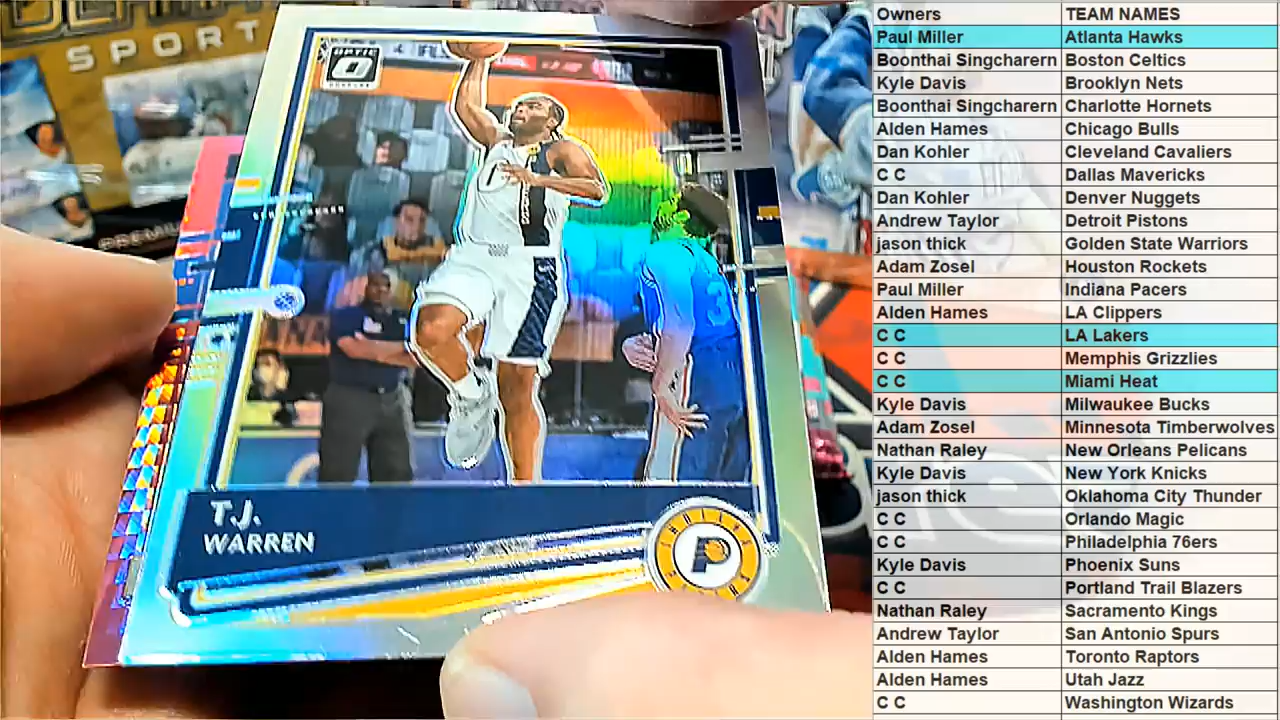 SPORT
PREMI
OPTIC
T.J.
WARREN
INDIANA
P
1
3
Owners TEAM NAMES
Paul Miller Atlanta Hawks
Boonthai Singcharern Boston Celtics
Kyle Davis Brooklyn Nets
Boonthai Singcharern Charlotte Hornets
Alden Hames Chicago Bulls
Dan Kohler Cleveland Cavaliers
C C Dallas Mavericks
Dan Kohler Denver Nuggets
Andrew Taylor Detroit Pistons
jason thick Golden State Warriors
Adam Zosel Houston Rockets
Paul Miller Indiana Pacers
Alden Hames LA Clippers
C C LA Lakers
C C Memphis Grizzlies
C C Miami Heat
Kyle Davis Milwaukee Bucks
Adam Zosel Minnesota Timberwolves
Nathan Raley New Orleans Pelicans
Kyle Davis New York Knicks
jason thick Oklahoma City Thunder
C C Orlando Magic
C C Philadelphia 76ers
Kyle Davis Phoenix Suns
C C Portland Trail Blazers
Nathan Raley Sacramento Kings
Andrew Taylor San Antonio Spurs
Alden Hames Toronto Raptors
Alden Hames Utah Jazz
C C Washington Wizards